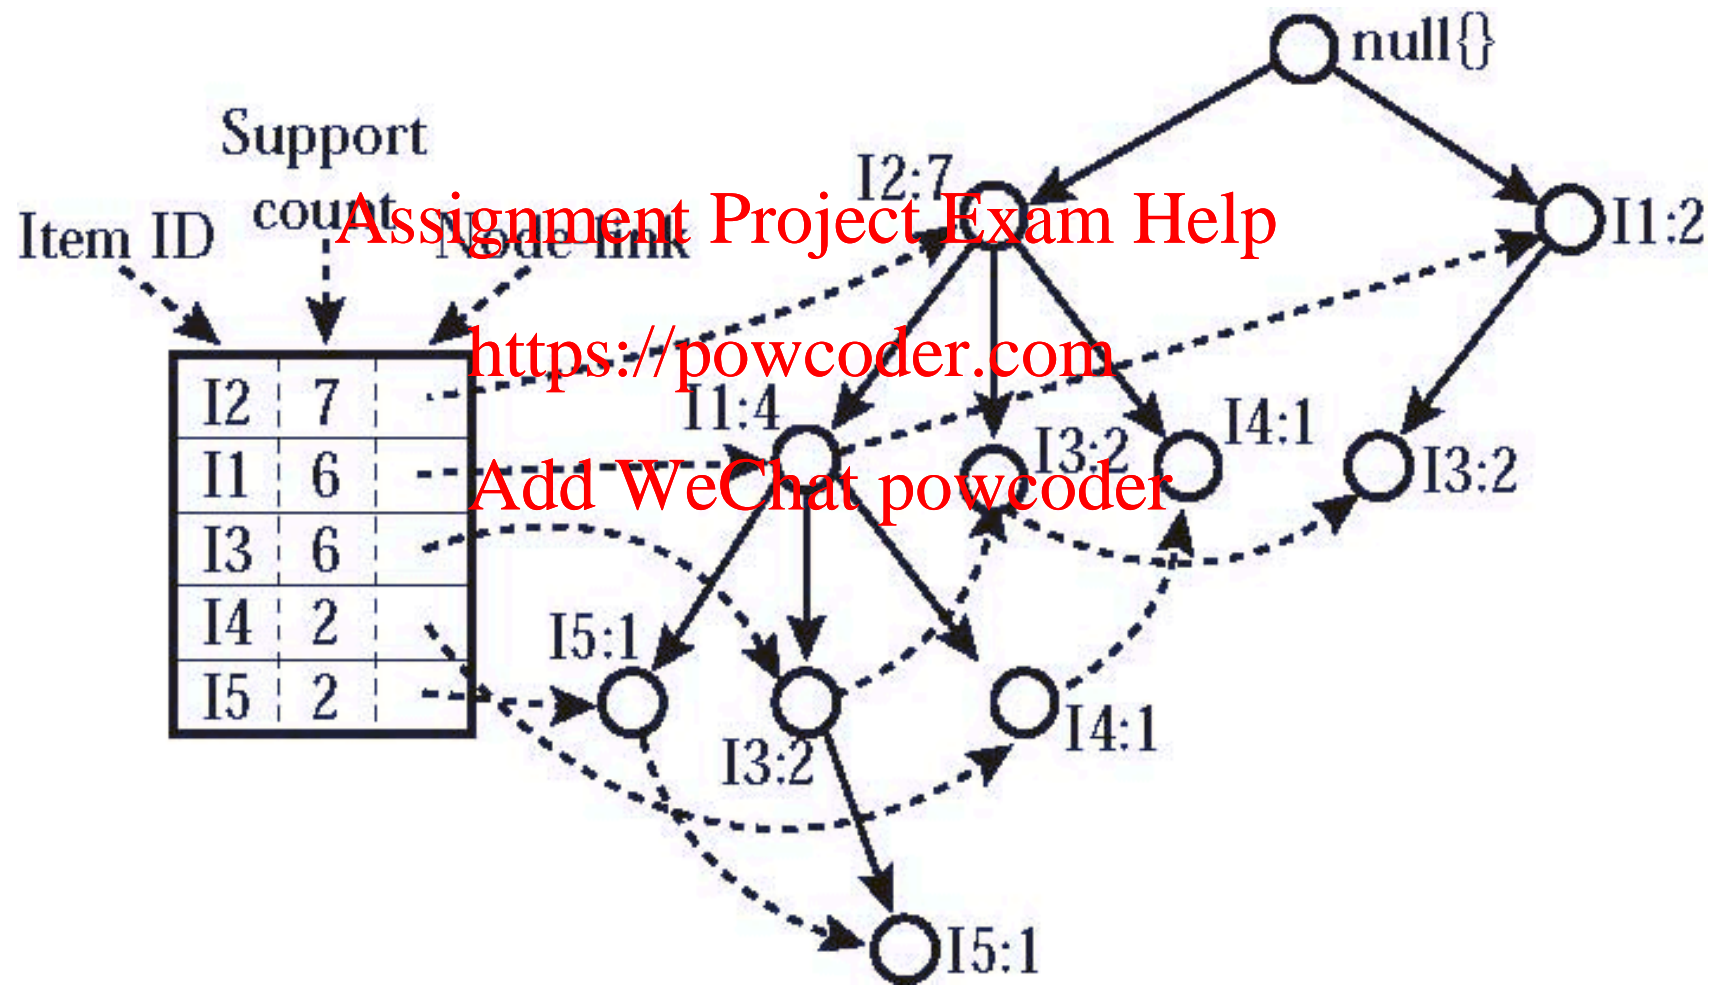 null{}
Support
count
Item ID
Node-link
I2:7
I1:2
Assignment Project Exam Help
https://powcoder.com
Add WeChat powcoder
I2 7
I1 6
I3 6
I4 2
I5 2
I1:4
I3:2
I4:1
I3:2
I5:1
I3:2
I4:1
I5:1